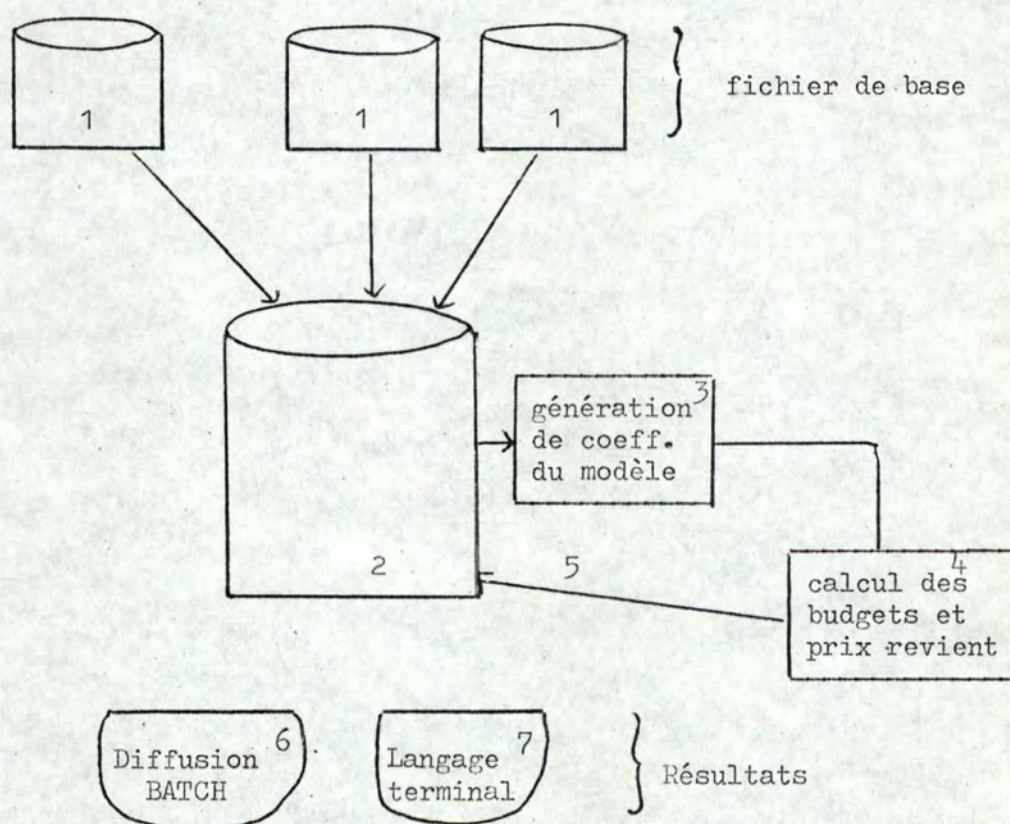 1
1
1
fichier de base
génération 3
de coeff.
du modèle
2
5
4
calcul des
budgets et
prix revient
6
Diffusion
BATCH
7
Langage
terminal
Résultats